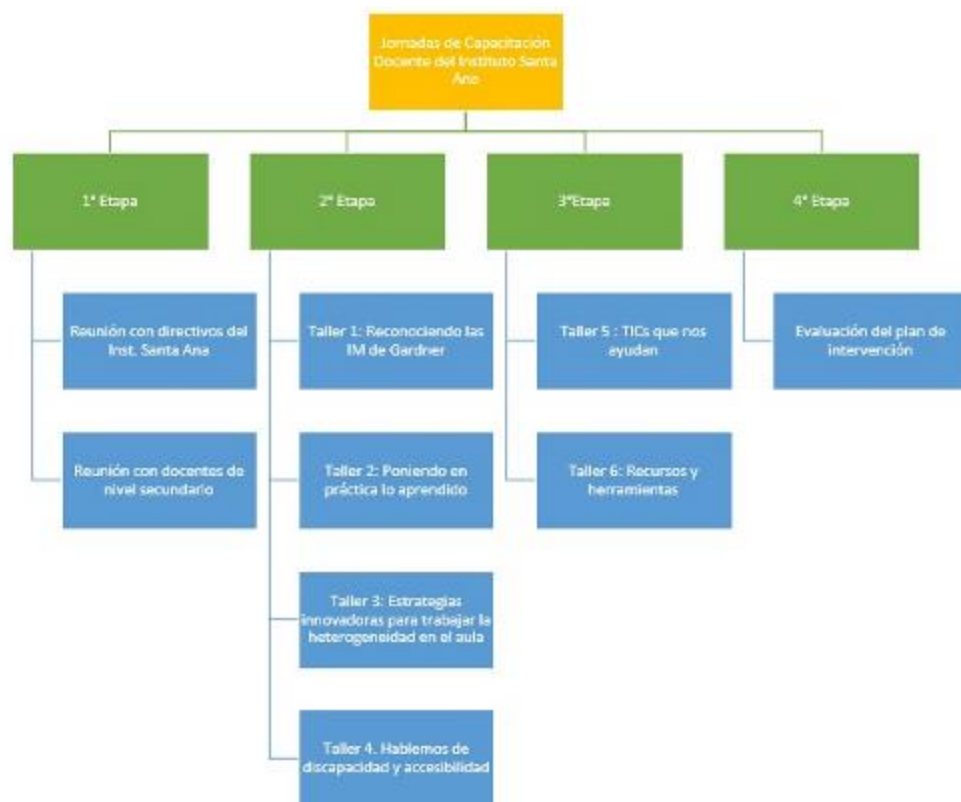 Jornadas de Capacitación
Docente del Instituto Santa
Ana
1° Etapa
Reunión con directivos del
Inst. Santa Ana
Reunión con docentes de
nivel secundario
2° Etapa
Taller 1: Reconociendo las
IM de Gardner
Taller 2: Poniendo en
práctica lo aprendido
Taller 3: Estrategias
innovadoras para trabajar la
heterogeneidad en el aula
Taller 4. Hablemos de
discapacidad y accesibilidad
3°Etapa
Taller 5 : TICs que nos
ayudan
Taller 6: Recursos y
herramientas
4° Etapa
Evaluación del plan de
intervención